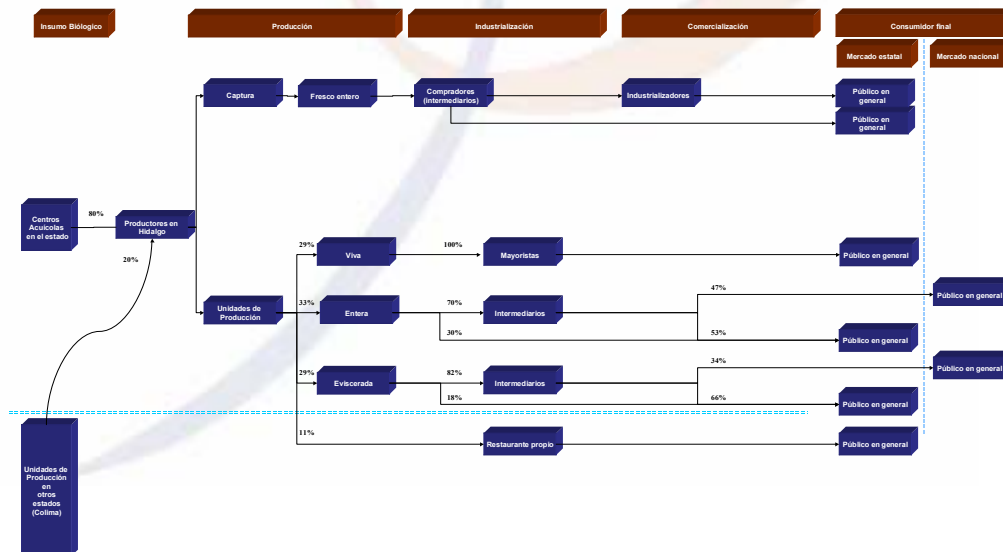 Insumo Biólogico
Producción
Industrialización
Comercialización
Consumidor final
Mercado estatal
Mercado nacional
Captura
Fresco entero
Compradores
(intermediarios)
Industrializadores
Público en
general
Público en
general
Centros
Acuícolas
en el estado
80%
Productores en
Hidalgo
20%
29%
Viva
100%
Mayoristas
Público en general
Unidades de
Producción
33%
Entera
70%
Intermediarios
30%
47%
Público en general
53%
Público en general
29%
Eviscerada
82%
Intermediarios
18%
34%
Público en general
66%
Público en general
11%
Restaurante propio
Público en general
Unidades de
Producción
en
otros
estados
(Colima)